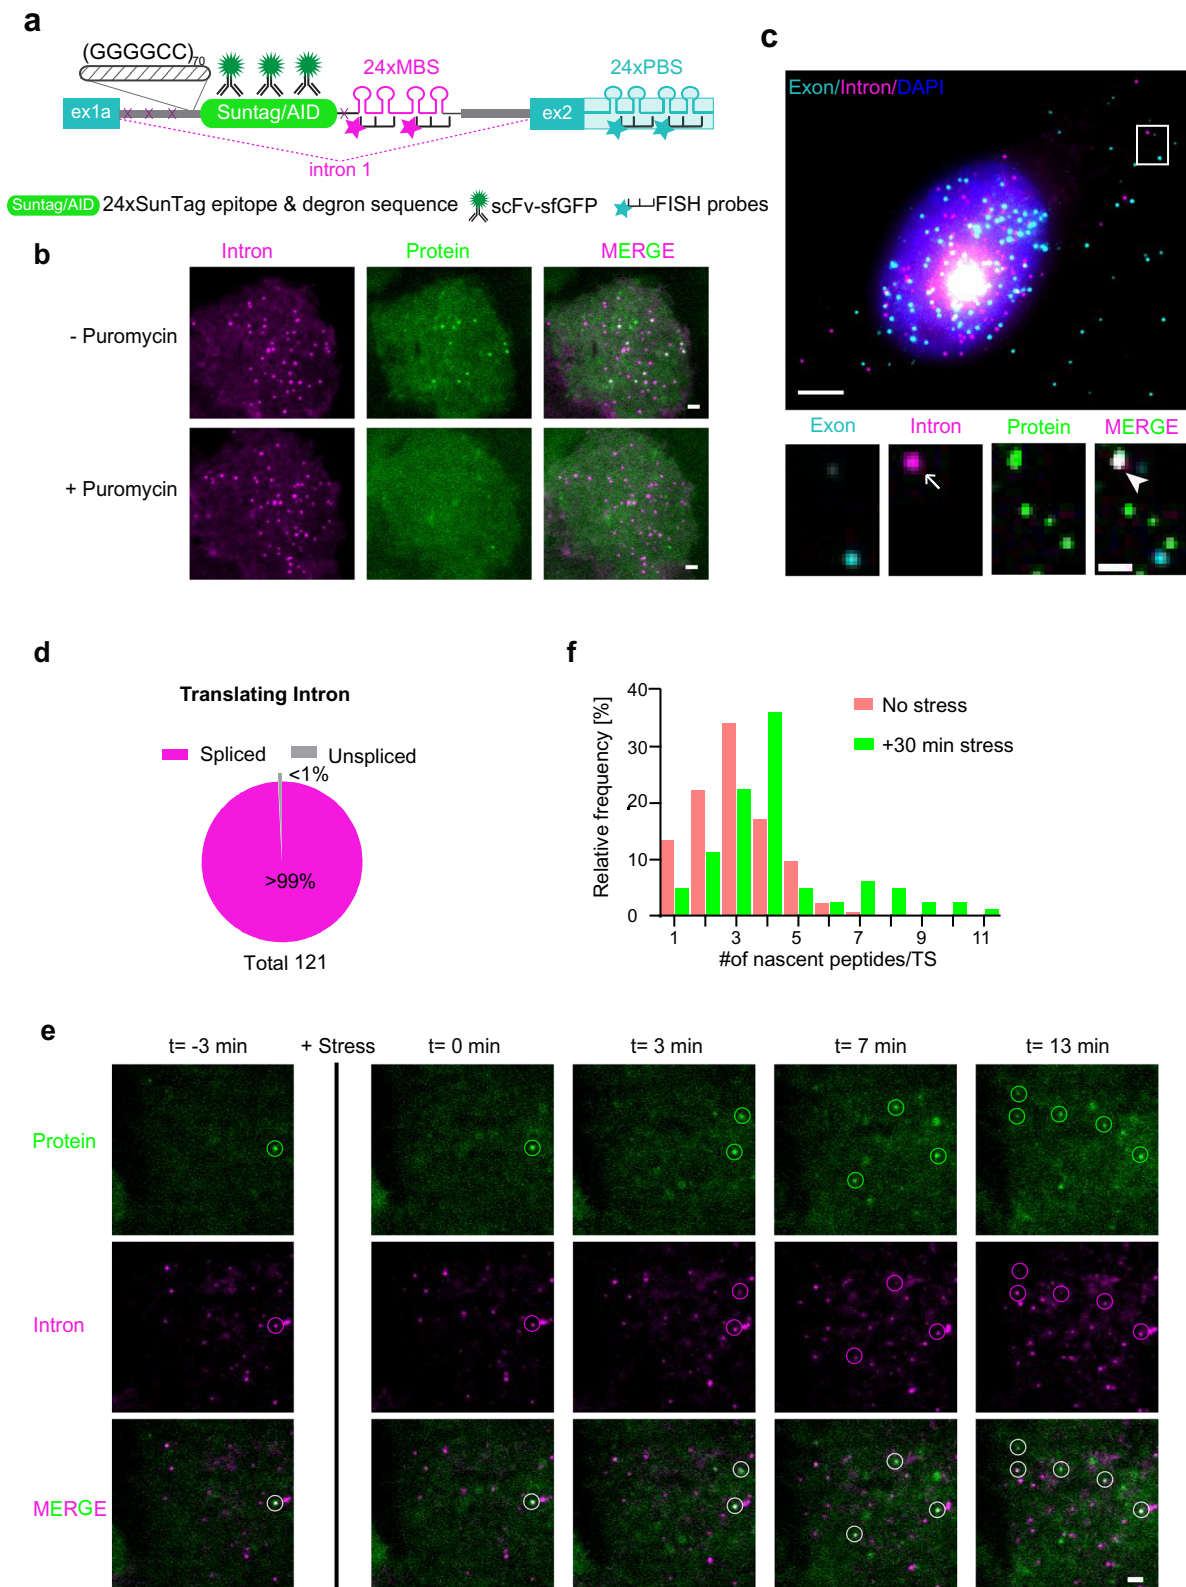 a
(GGGGCC)70
24xMBS
24xPBS
ex1a
Suntag/AID
ex2
intron 1
Suntag/AID 24xSunTag epitope & degron sequence scFv-sfGFP FISH probes
b
Intron Protein MERGE
- Puromycin
+ Puromycin
c
Exon/Intron/DAPI
Exon Intron Protein MERGE
d
Translating Intron
Spliced Unspliced
<1%
>99%
Total 121
f
Relative frequency [%]
40
30
20
10
0
No stress
+30 min stress
1 3 5 7 9 11
#of nascent peptides/TS
e
t= -3 min + Stress t= 0 min t= 3 min t= 7 min t= 13 min
Protein
Intron
MERGE